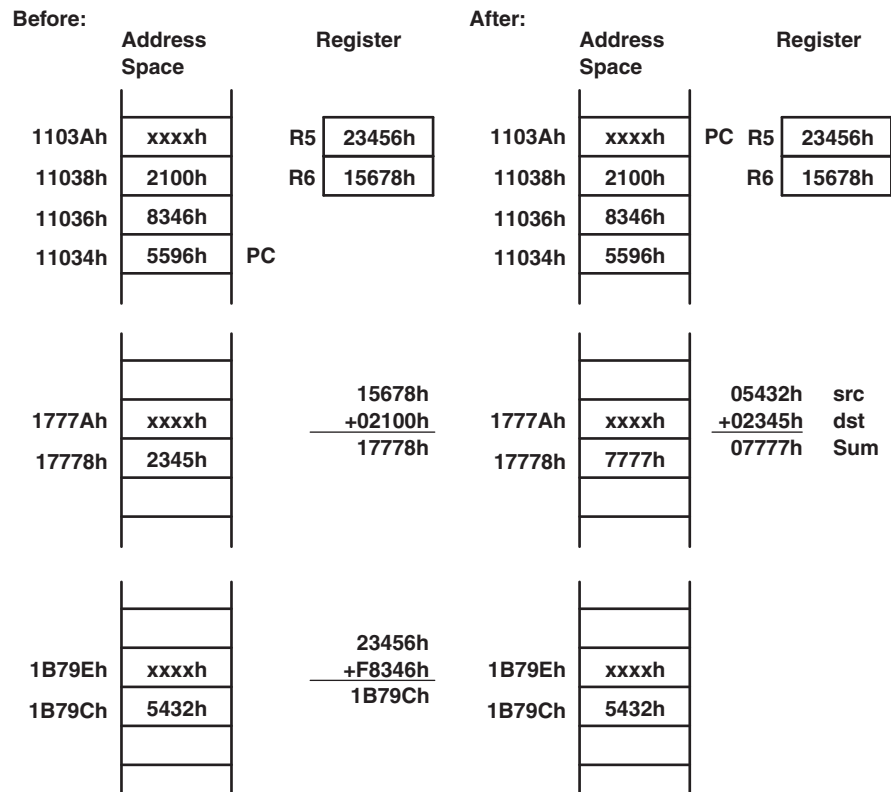 Before: After:
Address Register Address Register
Space Space
1103Ah xxxxh R5 23456h 1103Ah xxxxh PC R5 23456h
11038h 2100h R6 15678h 11038h 2100h R6 15678h
11036h 8346h 11036h 8346h
11034h 5596h PC 11034h 5596h
15678h 05432h src
1777Ah xxxxh +02100h 1777Ah xxxxh +02345h dst
17778h 2345h 17778h 17778h 7777h 07777h Sum
23456h
1B79Eh xxxxh +F8346h 1B79Eh xxxxh
1B79Ch 5432h 1B79Ch 1B79Ch 5432h